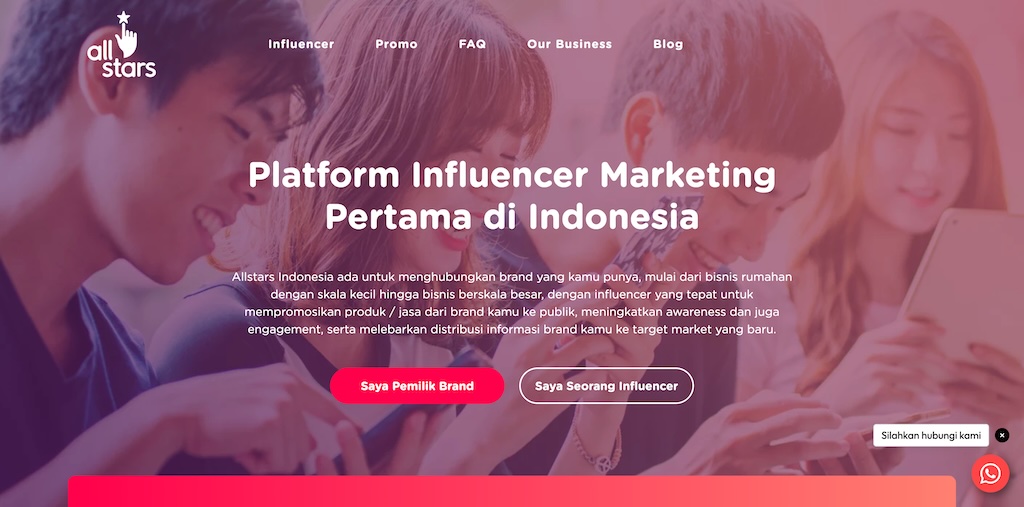 all
stars
Influencer
Promo
FAQ
Our Business
Blog
Platform Influencer Marketing
Pertama di Indonesia
Allstars Indonesia ada untuk menghubungkan brand yang kamu punya, mulai dari bisnis rumahan
dengan skala kecil hingga bisnis berskala besar, dengan influencer yang tepat untuk
mempromosikan produk / jasa dari brand kamu ke publik, meningkatkan awareness dan juga
engagement, serta melebarkan distribusi informasi brand kamu ke target market yang baru.
Saya Pemilik Brand
Saya Seorang Influencer
Silahkan hubungi kami